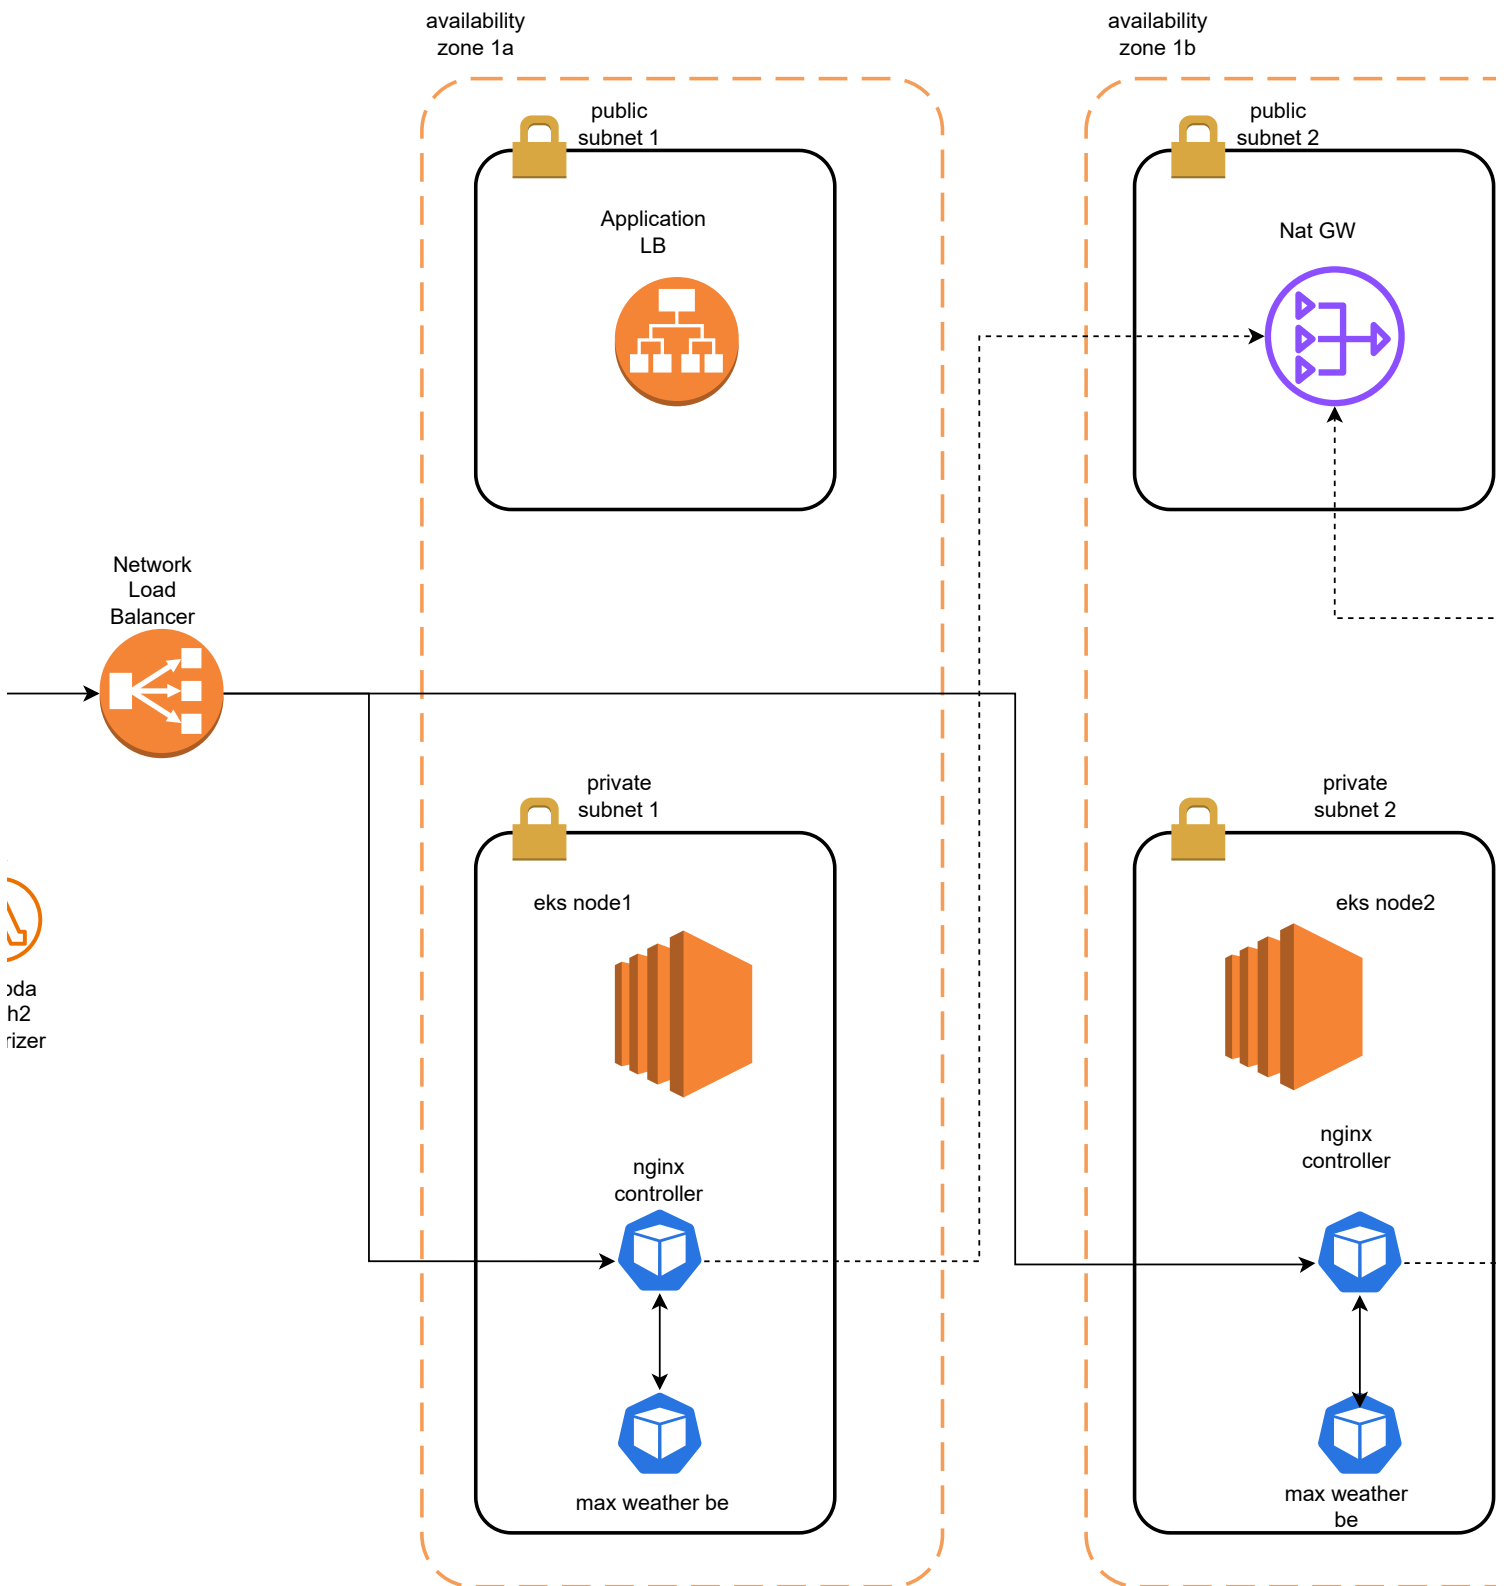 availability
zone 1a
availability
zone 1b
public
subnet 1
public
subnet 2
Application
LB
Nat GW
Network
Load
Balancer
private
subnet 1
private
subnet 2
eks node1
eks node2
nginx
controller
nginx
controller
max weather be
max weather
be